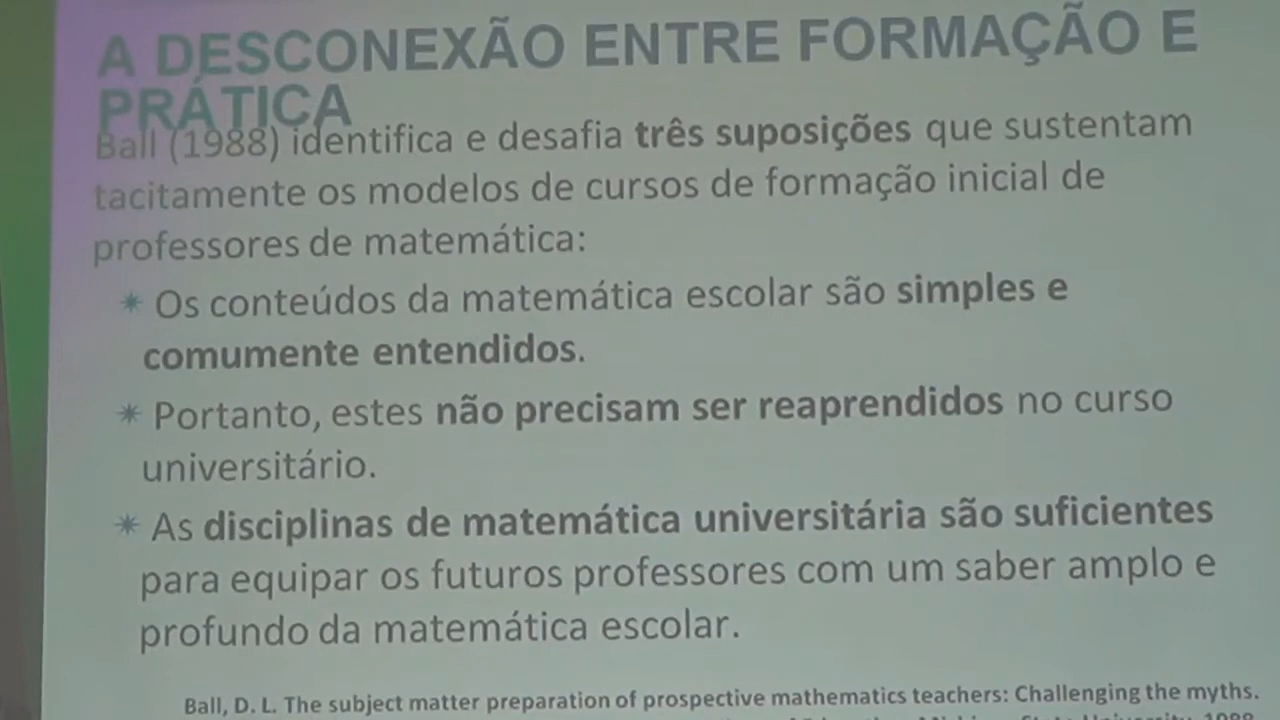 A DESCONEXÃO ENTRE FORMAÇÃO E
PRÁTICA
Ball (1988) identifica e desafia três suposições que sustentam
tacitamente os modelos de cursos de formação inicial de
professores de matemática:
Os conteúdos da matemática escolar são simples e
comumente entendidos.
Portanto, estes não precisam ser reaprendidos no curso
universitário.
As disciplinas de matemática universitária são suficientes
para equipar os futuros professores com um saber amplo e
profundo da matemática escolar.
Ball, D. L. The subject matter preparation of prospective mathematics teachers: Challenging the myths.